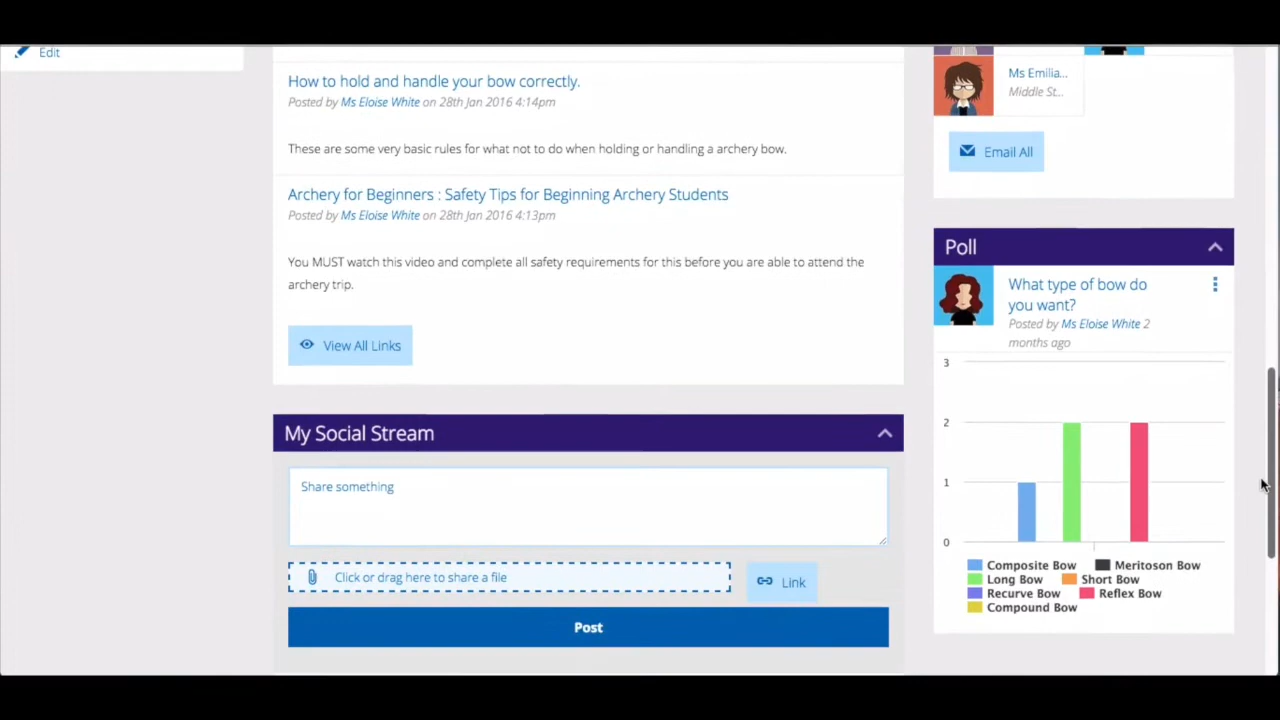 Edit
How to hold and handle your bow correctly.
Posted by Ms Eloise White on 28th Jan 2016 4:14pm
These are some very basic rules for what not to do when holding or handling a archery bow.
Archery for Beginners : Safety Tips for Beginning Archery Students
Posted by Ms Eloise White on 28th Jan 2016 4:13pm
You MUST watch this video and complete all safety requirements for this before you are able to attend the
archery trip.
View All Links
My Social Stream
Share something
Click or drag here to share a file
Link
Post
Ms Emilia...
Middle St...
Email All
Poll
What type of bow do
you want?
Posted by Ms Eloise White 2
months ago
3
2
1
0
Composite Bow Meritoson Bow
Long Bow Short Bow
Recurve Bow Reflex Bow
Compound Bow